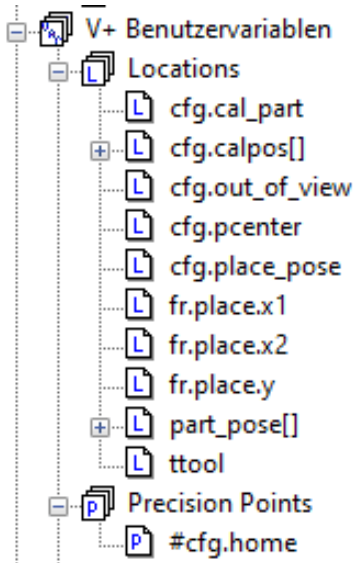 V+ Benutzervariablen
Locations
cfg.cal_part
cfg.calpos[]
cfg.out_of_view
cfg.pcenter
cfg.place_pose
fr.place.x1
fr.place.x2
fr.place.y
part_pose[]
ttool
Precision Points
#cfg.home